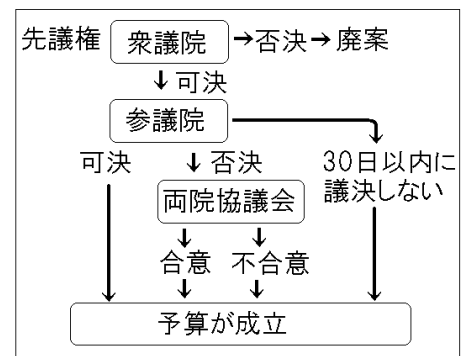 先議権 衆議院 →否決→ 廃案
↓可決
参議院
可決 ↓否決 30日以内に
議決しない
両院協議会
↓ ↓
合意 不合意
↓ ↓
予算が成立